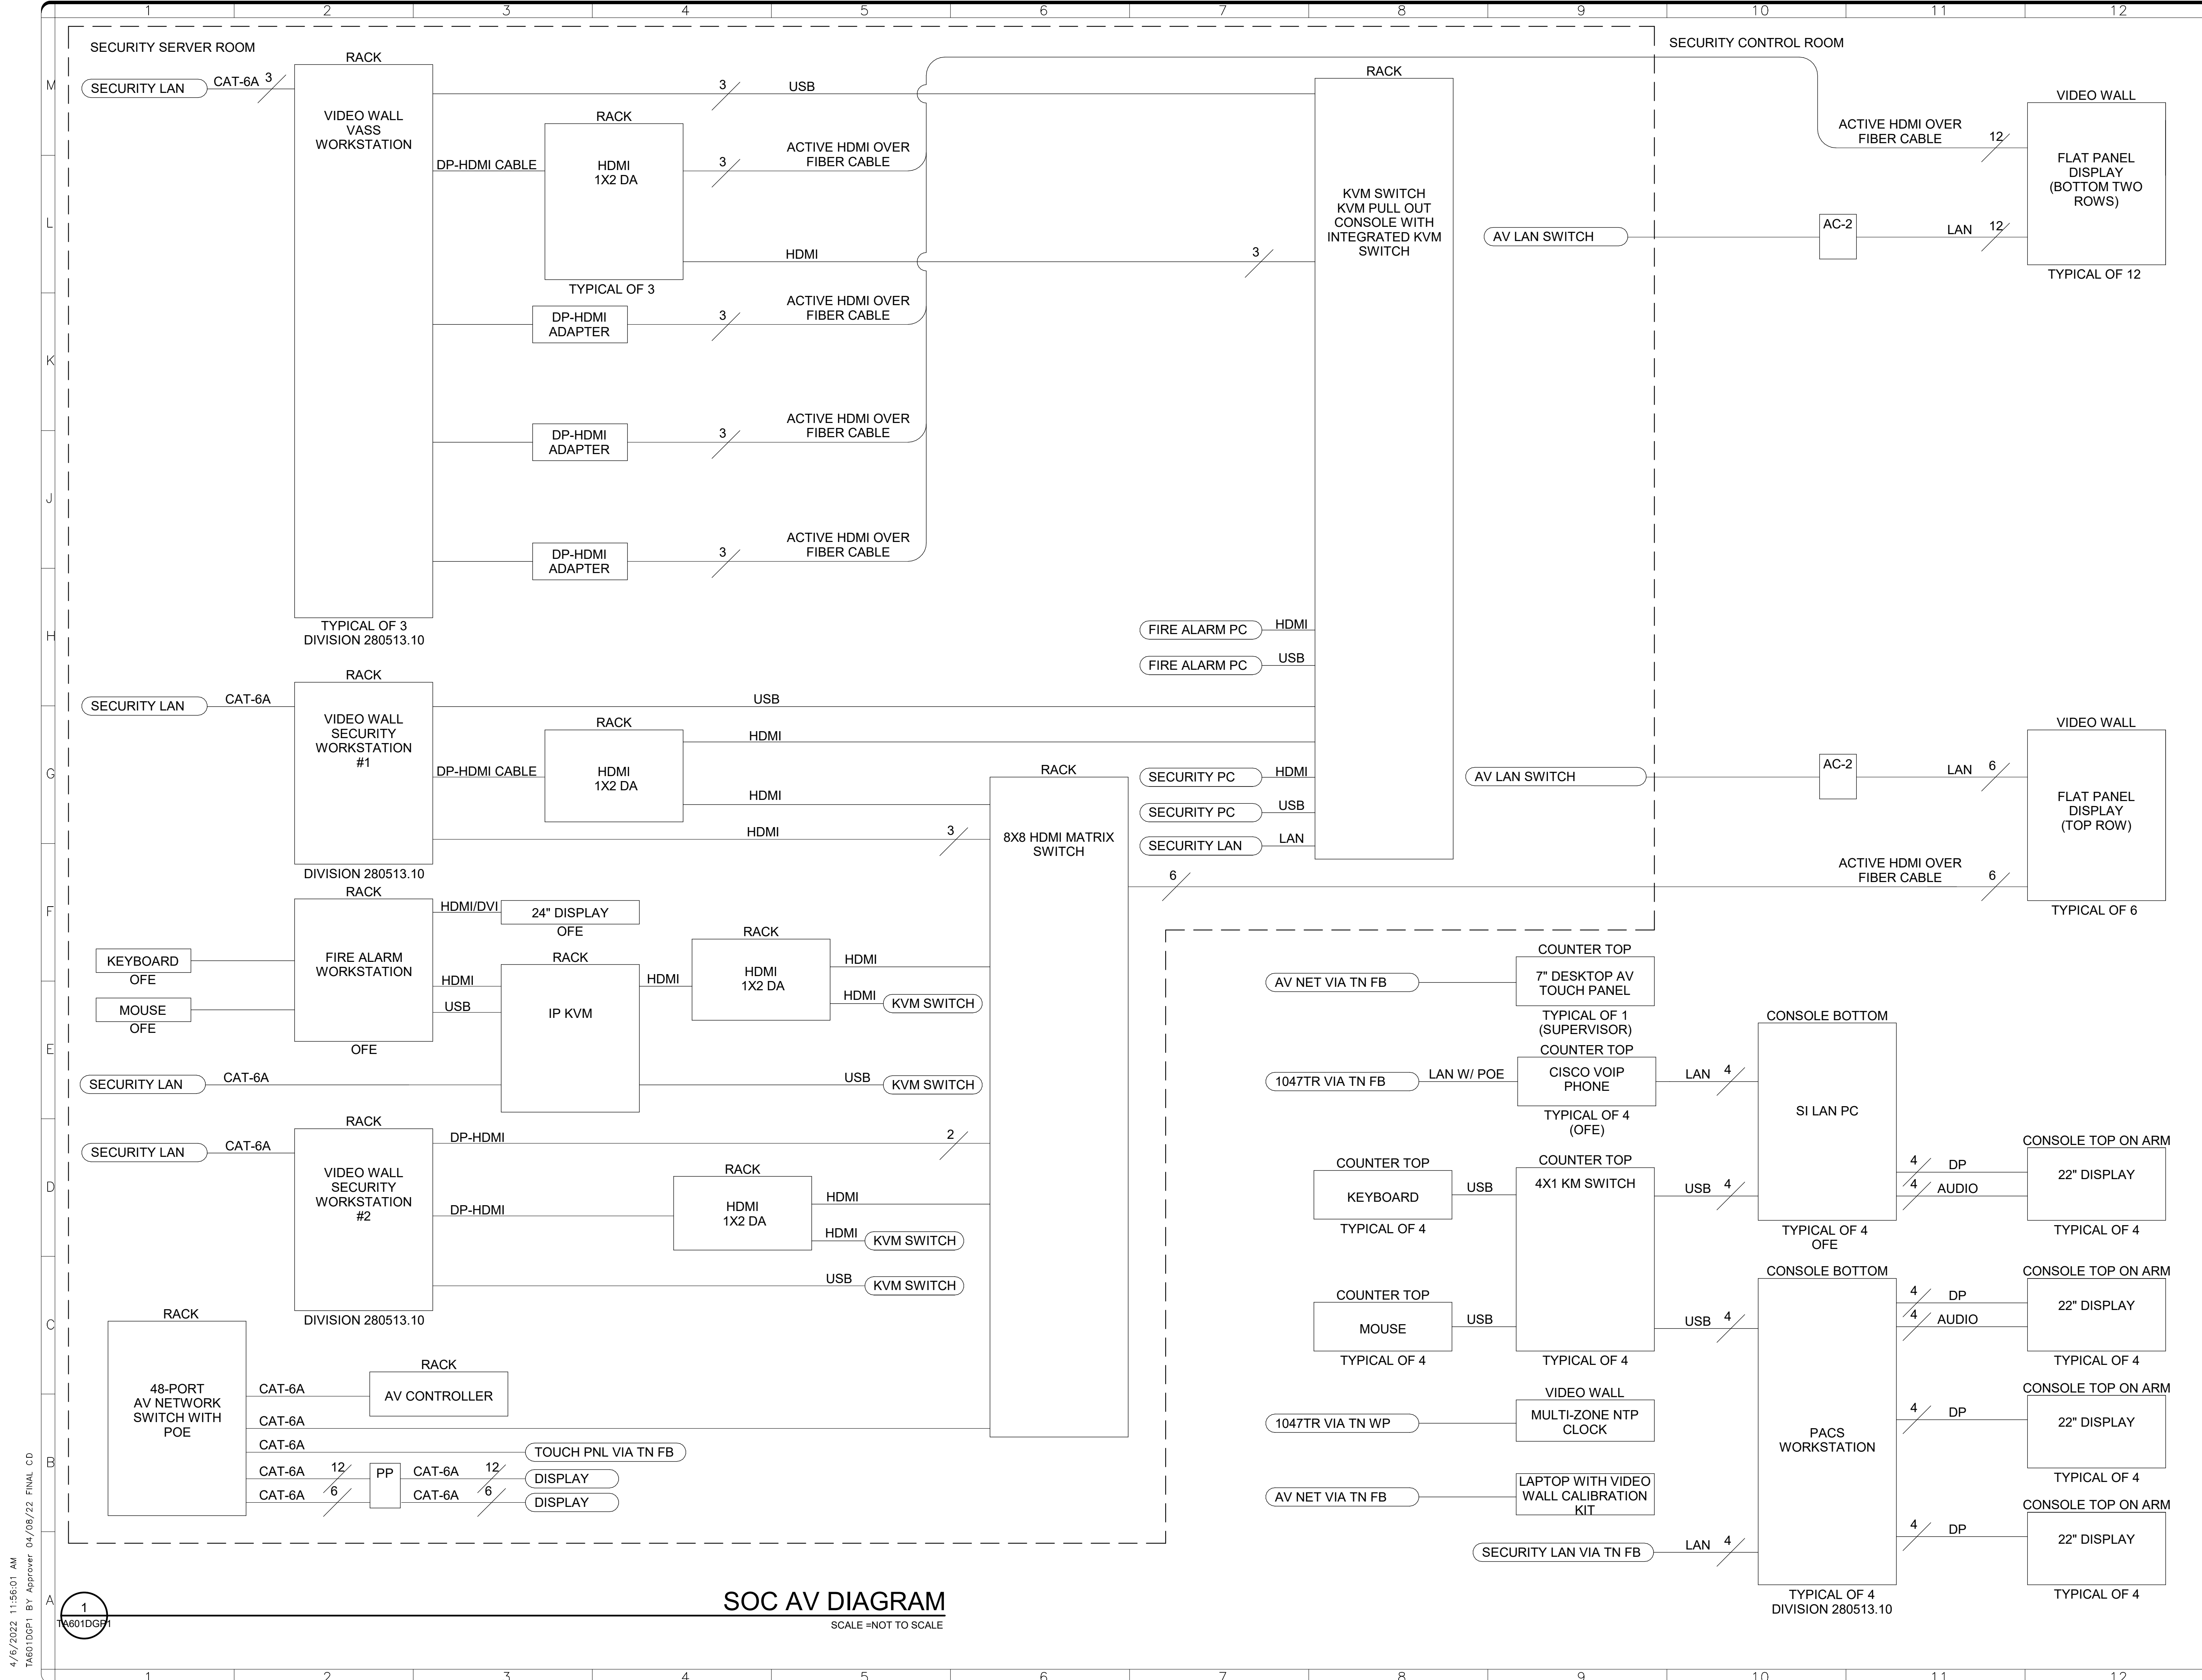 1 2 3 4 5 6 7 8 9 10 11 12
SECURITY SERVER ROOM
SECURITY CONTROL ROOM
M
SECURITY LAN
CAT-6A
3
RACK
VIDEO WALL
VASS
WORKSTATION
TYPICAL OF 3
DIVISION 280513.10
3
USB
DP-HDMI CABLE
RACK
HDMI
1X2 DA
TYPICAL OF 3
3
ACTIVE HDMI OVER
FIBER CABLE
HDMI
3
DP-HDMI
ADAPTER
3
ACTIVE HDMI OVER
FIBER CABLE
DP-HDMI
ADAPTER
3
ACTIVE HDMI OVER
FIBER CABLE
DP-HDMI
ADAPTER
3
ACTIVE HDMI OVER
FIBER CABLE
RACK
KVM SWITCH
KVM PULL OUT
CONSOLE WITH
INTEGRATED KVM
SWITCH
VIDEO WALL
ACTIVE HDMI OVER
FIBER CABLE
12
FLAT PANEL
DISPLAY
(BOTTOM TWO
ROWS)
TYPICAL OF 12
L
AV LAN SWITCH
AC-2
LAN
12
K
J
H
FIRE ALARM PC
HDMI
FIRE ALARM PC
USB
SECURITY LAN
CAT-6A
RACK
VIDEO WALL
SECURITY
WORKSTATION
#1
DIVISION 280513.10
USB
DP-HDMI CABLE
RACK
HDMI
1X2 DA
HDMI
HDMI
HDMI
3
G
RACK
8X8 HDMI MATRIX
SWITCH
SECURITY PC
HDMI
SECURITY PC
USB
SECURITY LAN
LAN
AV LAN SWITCH
AC-2
LAN
6
VIDEO WALL
FLAT PANEL
DISPLAY
(TOP ROW)
TYPICAL OF 6
6
ACTIVE HDMI OVER
FIBER CABLE
6
F
RACK
FIRE ALARM
WORKSTATION
OFE
KEYBOARD
OFE
MOUSE
OFE
HDMI/DVI
24" DISPLAY
OFE
HDMI
USB
RACK
IP KVM
HDMI
RACK
HDMI
1X2 DA
HDMI
HDMI
KVM SWITCH
E
SECURITY LAN
CAT-6A
USB
KVM SWITCH
SECURITY LAN
CAT-6A
RACK
VIDEO WALL
SECURITY
WORKSTATION
#2
DIVISION 280513.10
DP-HDMI
2
DP-HDMI
RACK
HDMI
1X2 DA
HDMI
HDMI
KVM SWITCH
USB
KVM SWITCH
D
C
RACK
48-PORT
AV NETWORK
SWITCH WITH
POE
CAT-6A
RACK
AV CONTROLLER
CAT-6A
CAT-6A
TOUCH PNL VIA TN FB
CAT-6A
12
PP
CAT-6A
12
DISPLAY
CAT-6A
6
CAT-6A
6
DISPLAY
B
AV NET VIA TN FB
COUNTER TOP
7" DESKTOP AV
TOUCH PANEL
TYPICAL OF 1
(SUPERVISOR)
1047TR VIA TN FB
LAN W/ POE
COUNTER TOP
CISCO VOIP
PHONE
TYPICAL OF 4
(OFE)
LAN
4
CONSOLE BOTTOM
SI LAN PC
TYPICAL OF 4
OFE
COUNTER TOP
KEYBOARD
TYPICAL OF 4
USB
COUNTER TOP
4X1 KM SWITCH
TYPICAL OF 4
USB
4
4
DP
4
AUDIO
CONSOLE TOP ON ARM
22" DISPLAY
TYPICAL OF 4
COUNTER TOP
MOUSE
TYPICAL OF 4
USB
USB
4
CONSOLE BOTTOM
PACS
WORKSTATION
TYPICAL OF 4
DIVISION 280513.10
4
DP
4
AUDIO
CONSOLE TOP ON ARM
22" DISPLAY
TYPICAL OF 4
4
DP
CONSOLE TOP ON ARM
22" DISPLAY
TYPICAL OF 4
4
DP
CONSOLE TOP ON ARM
22" DISPLAY
TYPICAL OF 4
1047TR VIA TN WP
VIDEO WALL
MULTI-ZONE NTP
CLOCK
AV NET VIA TN FB
LAPTOP WITH VIDEO
WALL CALIBRATION
KIT
SECURITY LAN VIA TN FB
LAN
4
A
1
TA601DGP1
SOC AV DIAGRAM
SCALE =NOT TO SCALE
4/6/2022 11:56:01 AM
TA601DGP1 BY Approver 04/08/22 FINAL CD
1 2 3 4 5 6 7 8 9 10 11 12